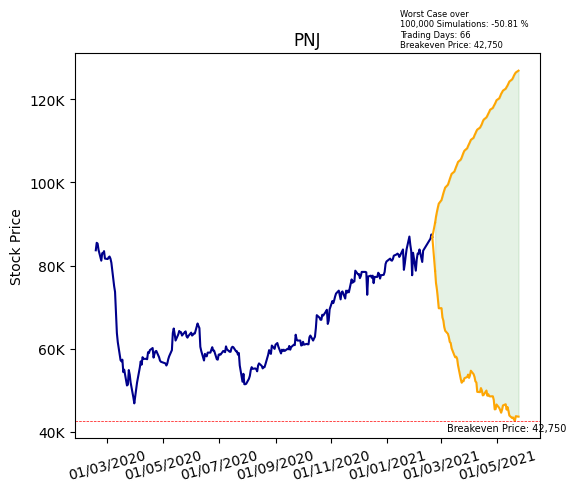 Worst Case over
100,000 Simulations: -50.81 %
Trading Days: 66
Breakeven Price: 42,750
PNJ
Stock Price
120K
100K
80K
60K
40K
Breakeven Price: 42,750
01/03/2020
01/05/2020
01/07/2020
01/09/2020
01/11/2020
01/01/2021
01/03/2021
01/05/2021